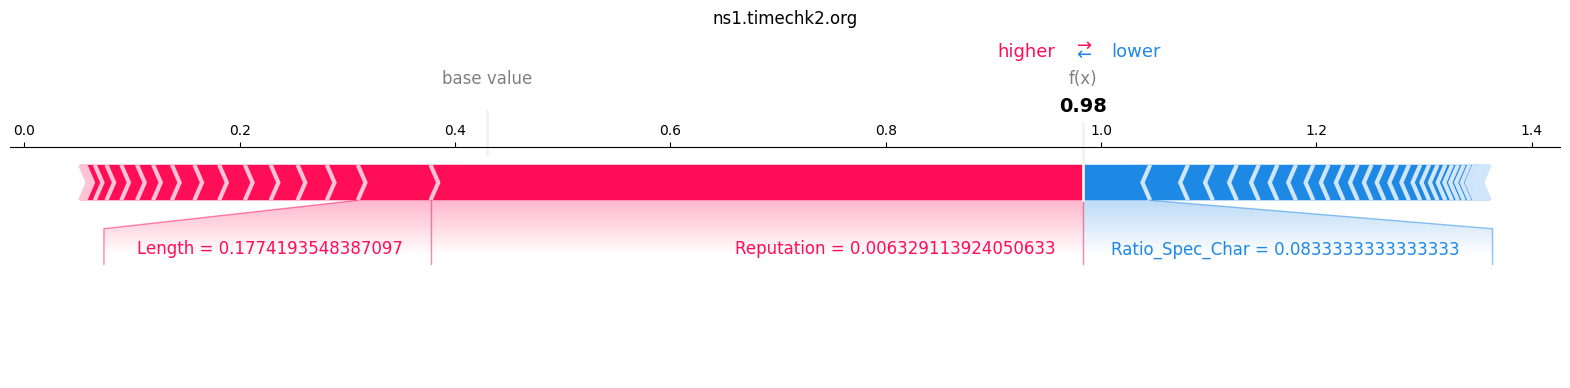 ns1.timechk2.org
higher → lower
←
base value f(x)
0.98
0.0 0.2 0.4 0.6 0.8 1.0 1.2 1.4
Length = 0.1774193548387097 Reputation = 0.006329113924050633 Ratio_Spec_Char = 0.0833333333333333